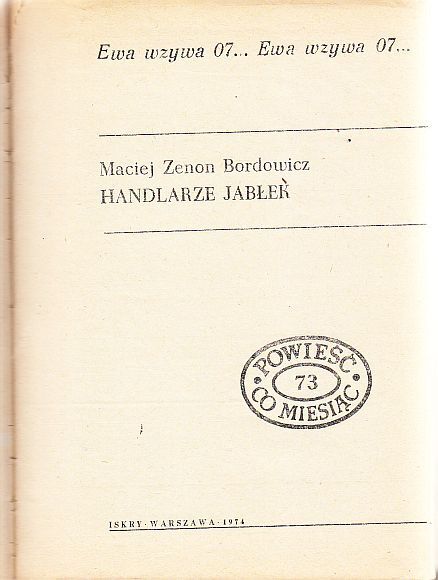 Ewa wzywa 07... Ewa wzywa 07...
Maciej Zenon Bordowicz
HANDLARZE JABŁEK
POWIEŚĆ
73
CO MIESIĄC
ISKRY · WARSZAWA · 1974